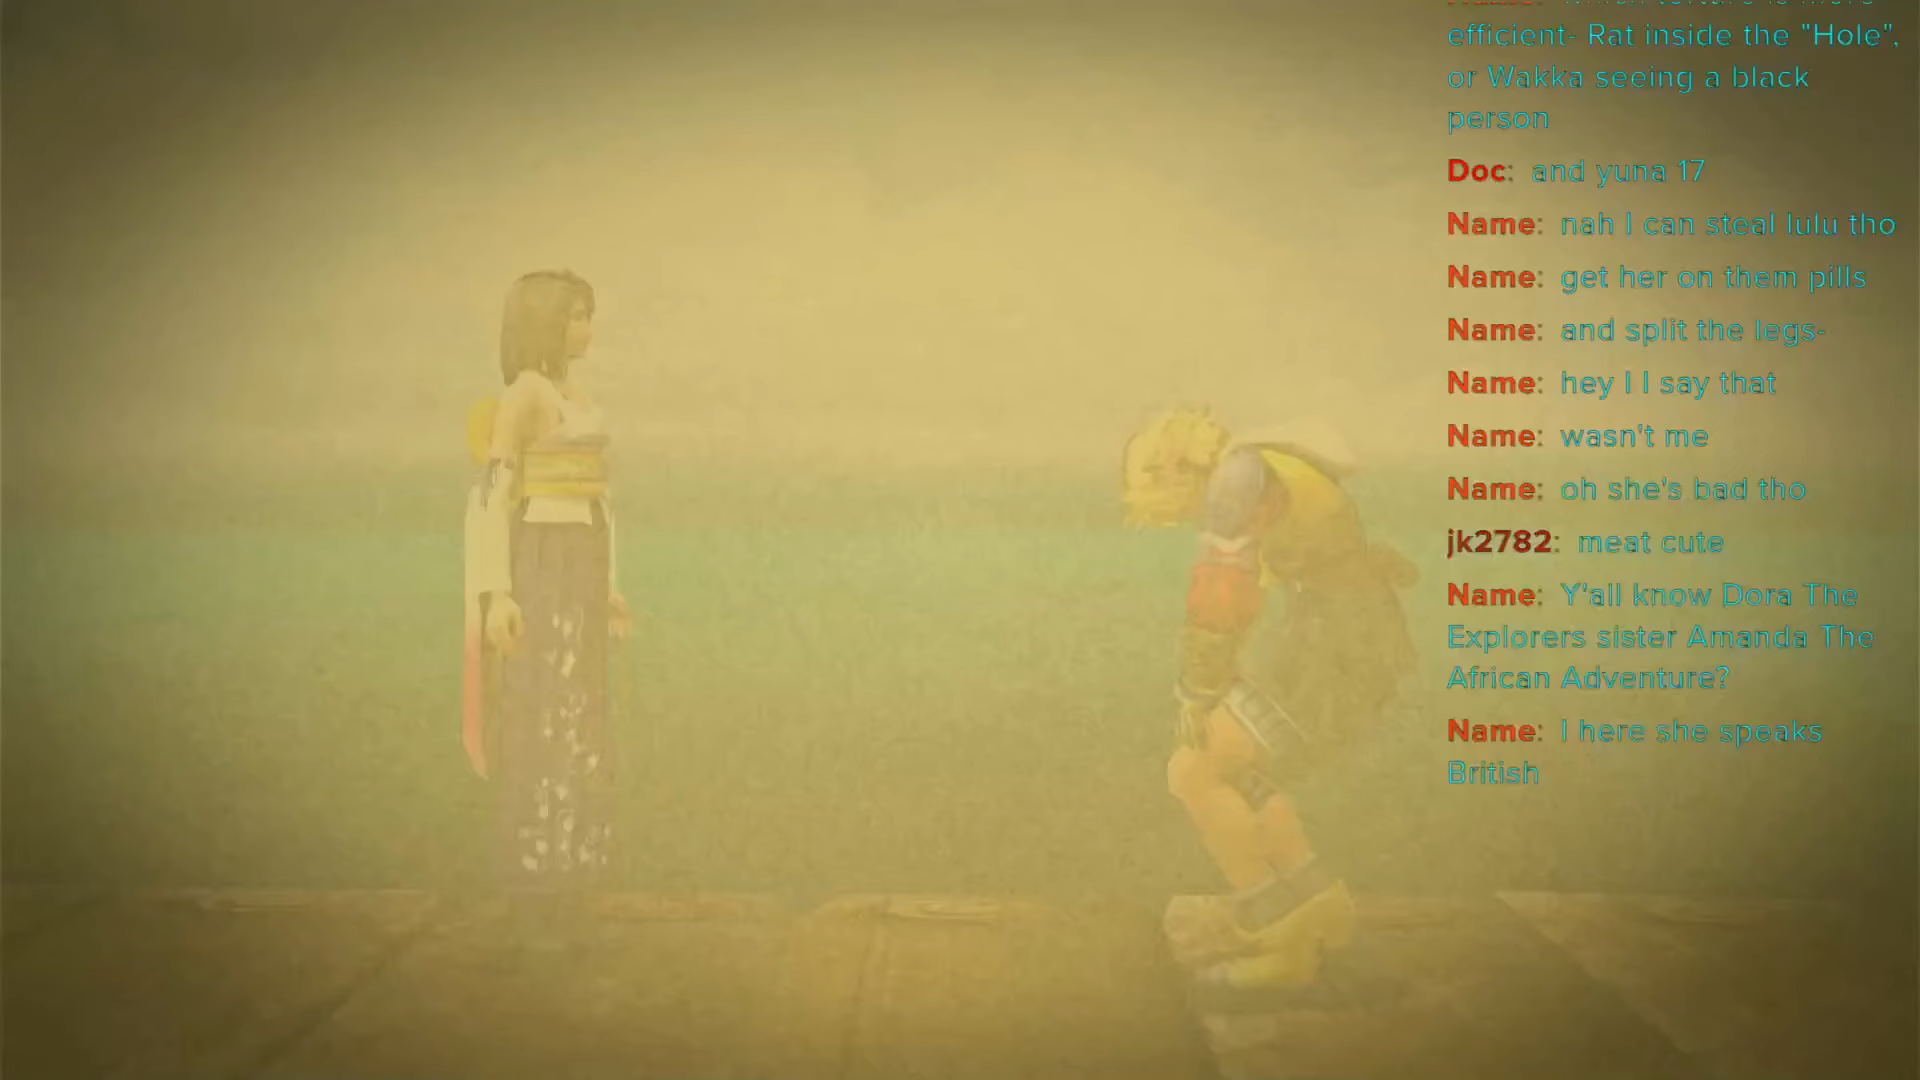 efficient- Rat inside the "Hole",
or Wakka seeing a black
person
Doc: and yuna 17
Name: nah I can steal lulu tho
Name: get her on them pills
Name: and split the legs-
Name: hey I I say that
Name: wasn't me
Name: oh she's bad tho
jk2782: meat cute
Name: Y'all know Dora The
Explorers sister Amanda The
African Adventure?
Name: I here she speaks
British